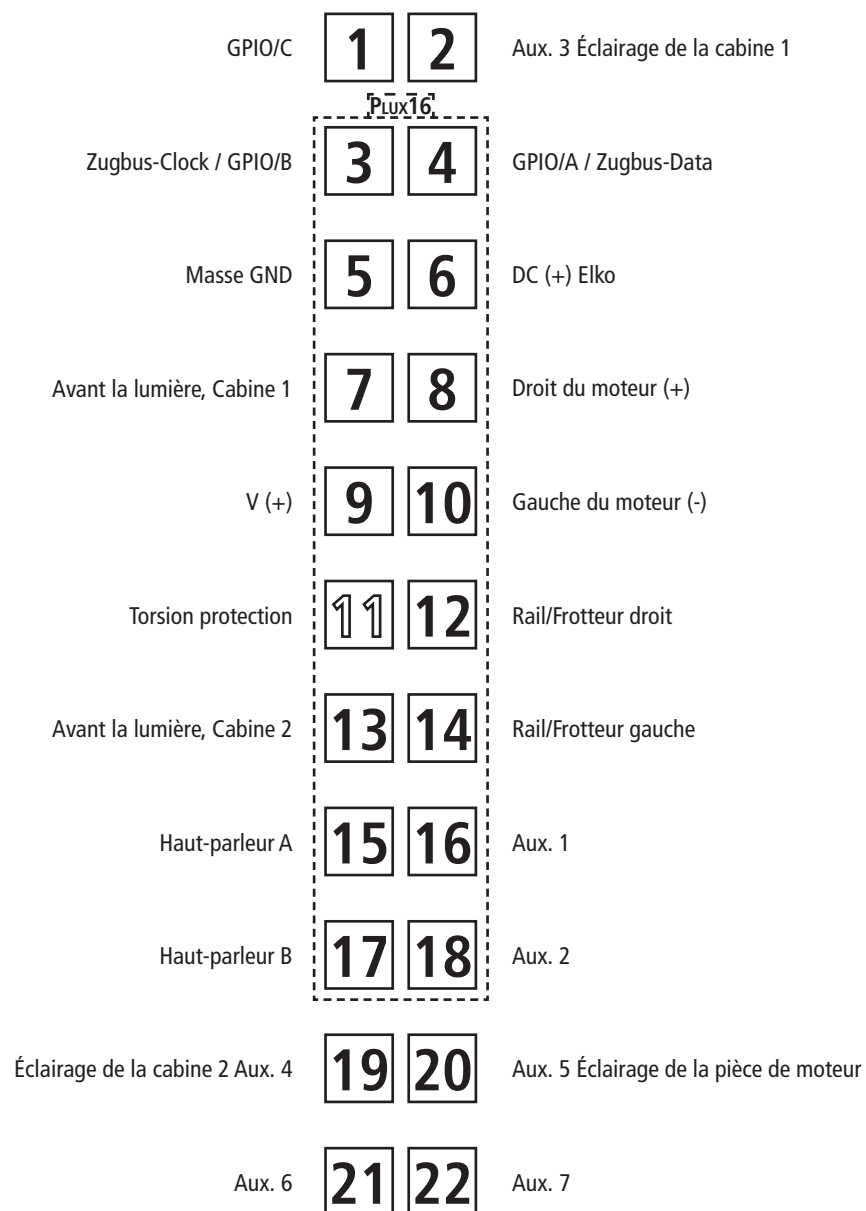 GPIO/C 1 2 Aux. 3 Éclairage de la cabine 1
PLUX16
Zugbus-Clock / GPIO/B 3 4 GPIO/A / Zugbus-Data
Masse GND 5 6 DC (+) Elko
Avant la lumière, Cabine 1 7 8 Droit du moteur (+)
V (+) 9 10 Gauche du moteur (-)
Torsion protection 11 12 Rail/Frotteur droit
Avant la lumière, Cabine 2 13 14 Rail/Frotteur gauche
Haut-parleur A 15 16 Aux. 1
Haut-parleur B 17 18 Aux. 2
Éclairage de la cabine 2 Aux. 4 19 20 Aux. 5 Éclairage de la pièce de moteur
Aux. 6 21 22 Aux. 7